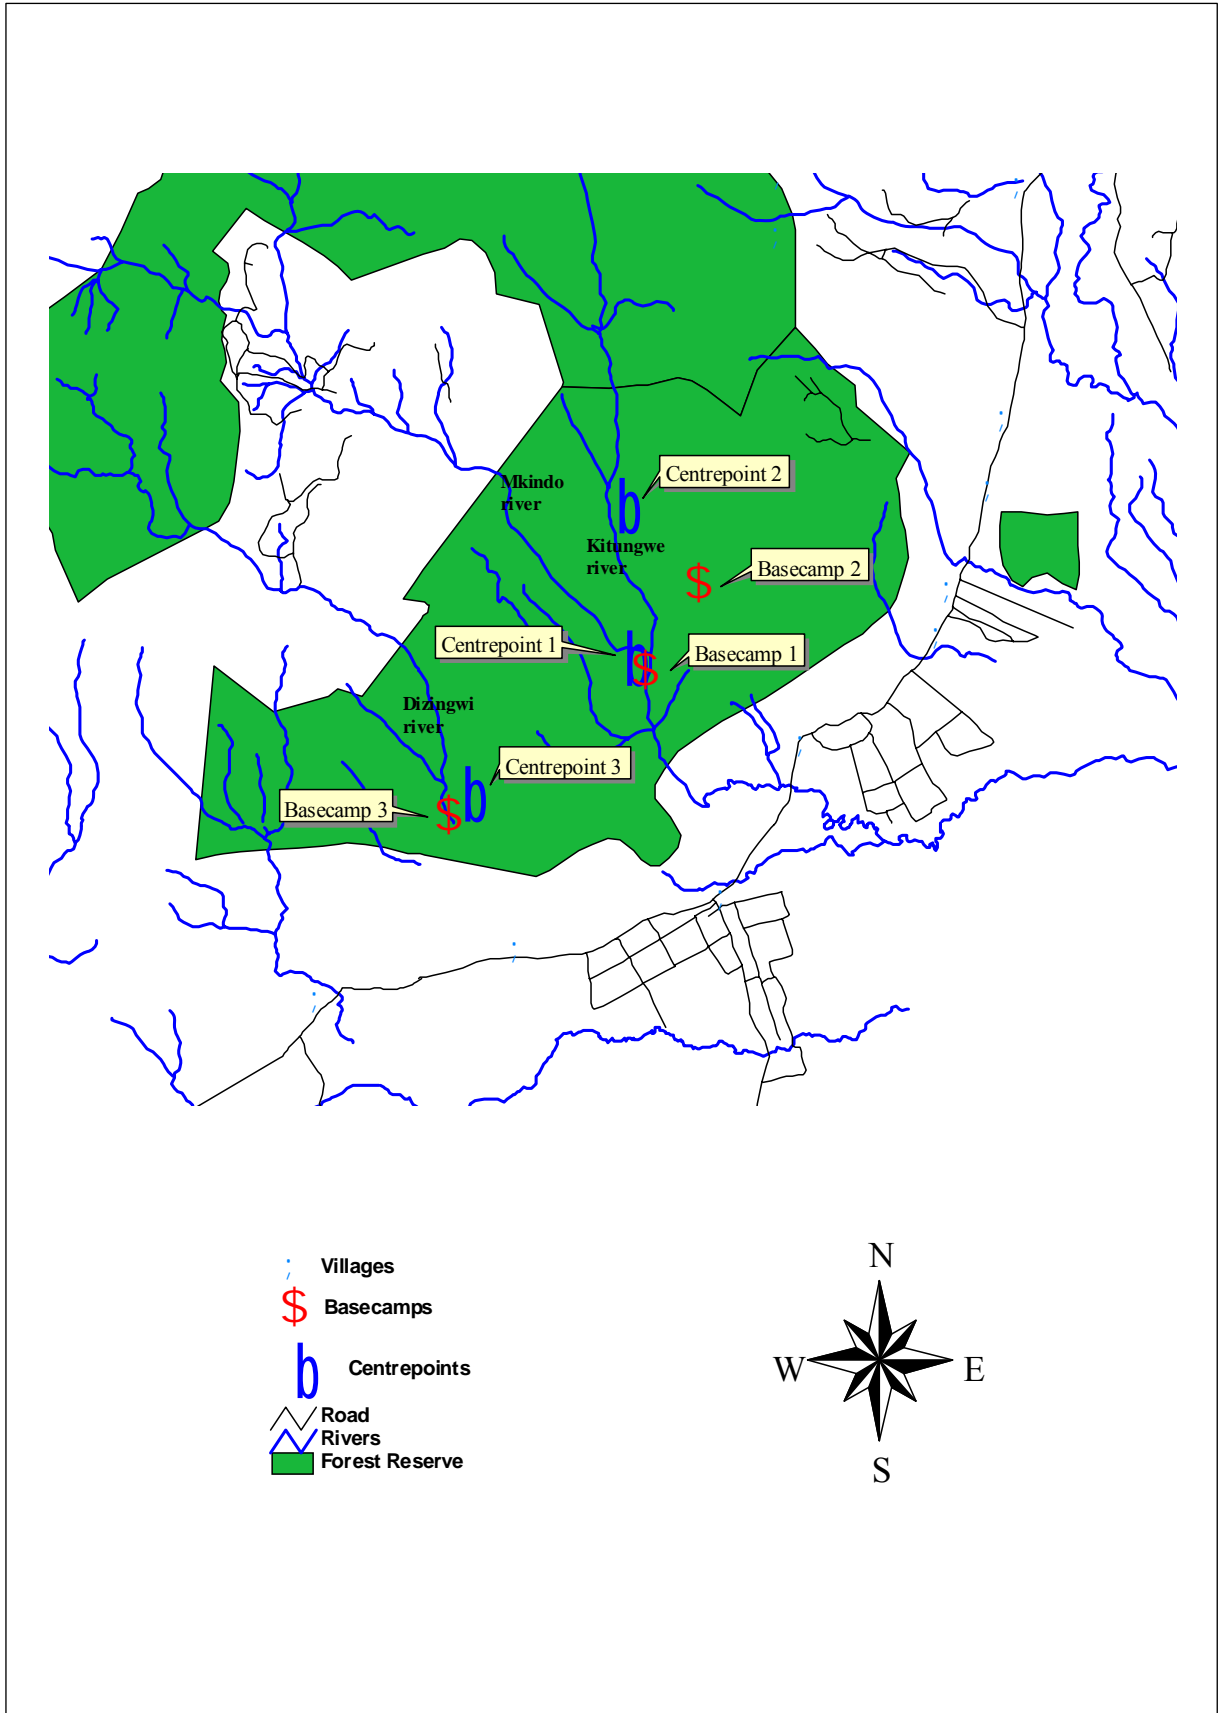 Mkindo
river
Centrepoint 2
Kitungwe
river
Basecamp 2
Centrepoint 1
Basecamp 1
Dizingwi
river
Centrepoint 3
Basecamp 3
Villages
Basecamps
Centrepoints
Road
Rivers
Forest Reserve
N
W
E
S